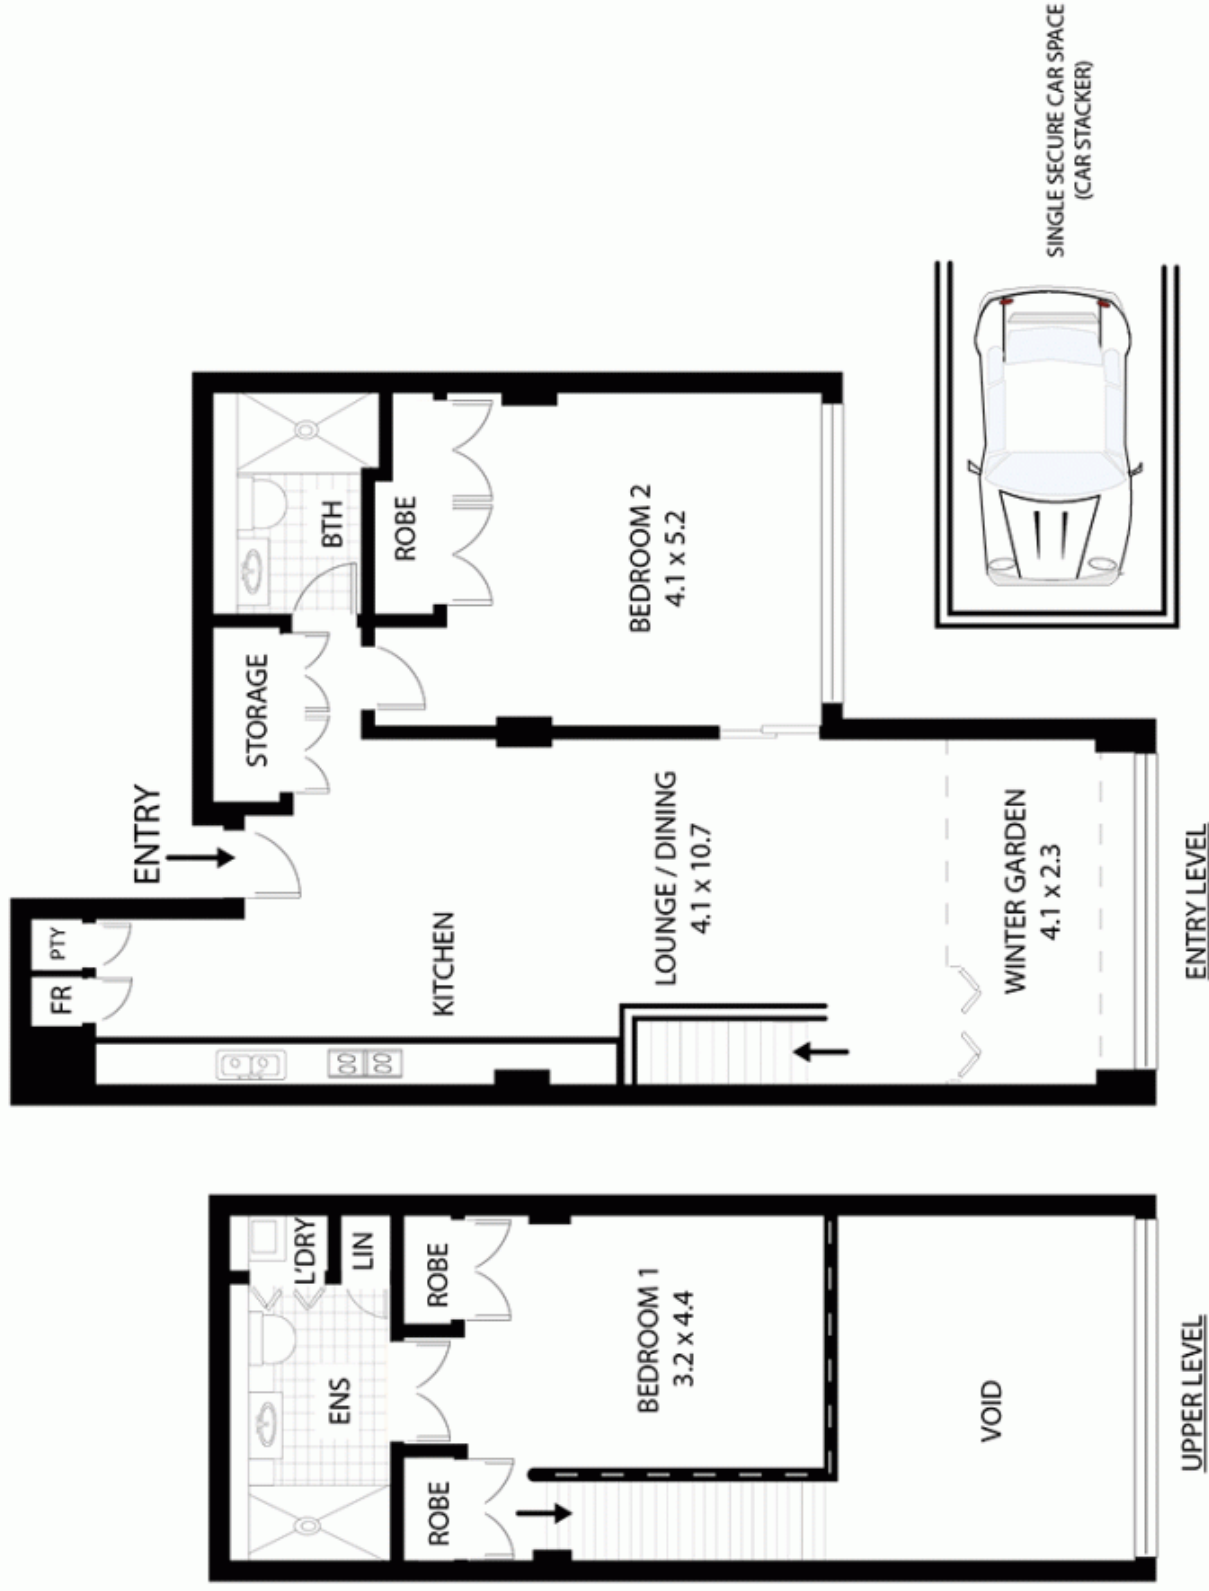 ENTRY
FR
PTY
STORAGE
BTH
ROBE
KITCHEN
BEDROOM 2
4.1 x 5.2
LOUNGE / DINING
4.1 x 10.7
WINTER GARDEN
4.1 x 2.3
ENTRY LEVEL
SINGLE SECURE CAR SPACE
(CAR STACKER)
ENS
L'DRY
LIN
ROBE
ROBE
BEDROOM 1
3.2 x 4.4
VOID
UPPER LEVEL